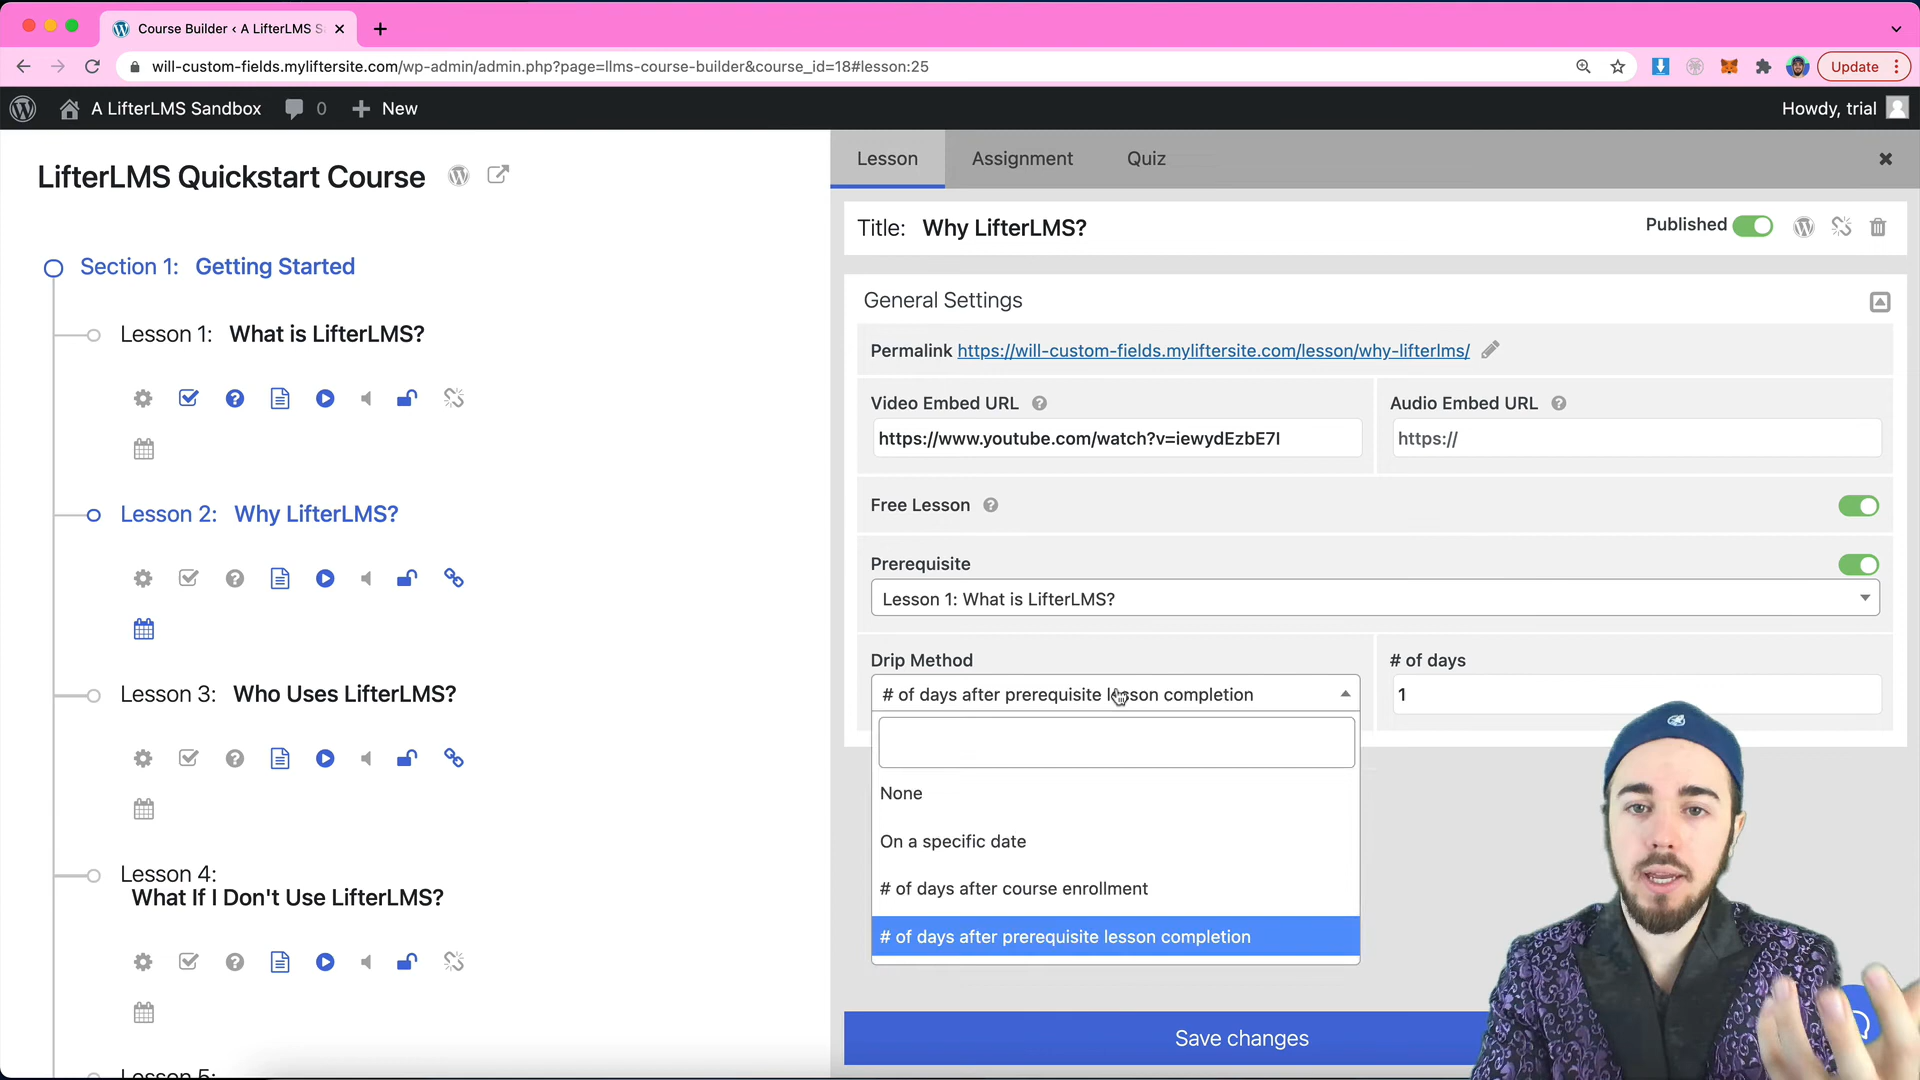 Course Builder ‹ A LifterLMS S
will-custom-fields.myliftersite.com/wp-admin/admin.php?page=llms-course-builder&course_id=18#lesson:25
Update
A LifterLMS Sandbox
0
New
Howdy, trial
LifterLMS Quickstart Course
Section 1: Getting Started
Lesson 1: What is LifterLMS?
Lesson 2: Why LifterLMS?
Lesson 3: Who Uses LifterLMS?
Lesson 4:
What If I Don't Use LifterLMS?
Lesson 5:
Lesson
Assignment
Quiz
Title: Why LifterLMS?
Published
General Settings
Permalink https://will-custom-fields.myliftersite.com/lesson/why-lifterlms/
Video Embed URL
Audio Embed URL
https://www.youtube.com/watch?v=iewydEzbE7I
https://
Free Lesson
Prerequisite
Lesson 1: What is LifterLMS?
Drip Method
# of days
# of days after prerequisite lesson completion
1
None
On a specific date
# of days after course enrollment
# of days after prerequisite lesson completion
Save changes